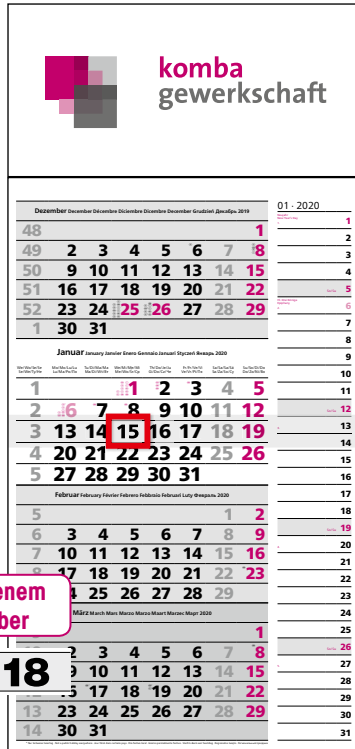 komba
gewerkschaft
01 · 2020
Dezember December Décembre Diciembre Dicembre December Grudzień Декабрь 2019
48 1
49 2 3 4 5 6 7 8
50 9 10 11 12 13 14 15
51 16 17 18 19 20 21 22
52 23 24 25 26 27 28 29
1 30 31
Januar January Janvier Enero Gennaio Januari Styczeń Январь 2020
1 1 2 3 4 5
2 6 7 8 9 10 11 12
3 13 14 15 16 17 18 19
4 20 21 22 23 24 25 26
5 27 28 29 30 31
Februar February Février Febrero Febbraio Februari Luty Февраль 2020
5 1 2
6 3 4 5 6 7 8 9
7 10 11 12 13 14 15 16
17 18 19 20 21 22 23
24 25 26 27 28 29
März March Mars Marzo Marzo Maart Marzec Март 2020
1
2 3 4 5 6 7 8
9 10 11 12 13 14 15
16 17 18 19 20 21 22
13 23 24 25 26 27 28 29
14 30 31
enem
ber
18
1
2
3
4
5
6
7
8
9
10
11
12
13
14
15
16
17
18
19
20
21
22
23
24
25
26
27
28
29
30
31